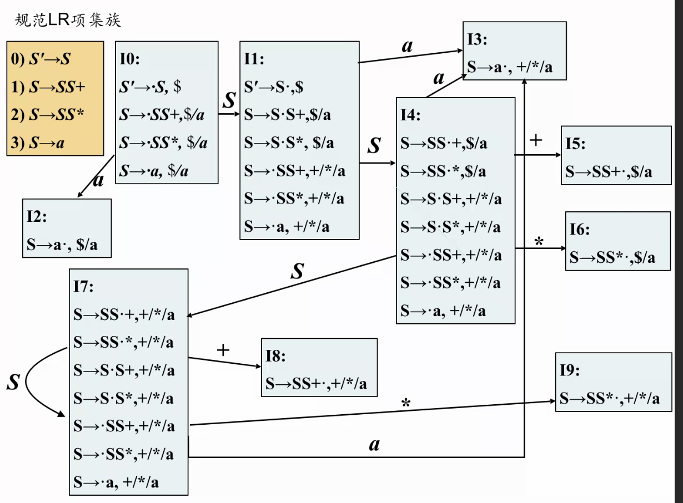 规范LR项集族
0) S′→S
1) S→SS+
2) S→SS*
3) S→a
I0:
S′→·S, $
S→·SS+,$/a
S→·SS*, $/a
S→·a, $/a
S
a
I1:
S′→S·,$
S→S·S+,$/a
S→S·S*, $/a
S→·SS+,+/*/a
S→·SS*,+/*/a
S→·a, +/*/a
a
S
I2:
S→a·, $/a
I3:
S→a·, +/*/a
a
I4:
S→SS·+,$/a
S→SS·*,$/a
S→S·S+,+/*/a
S→S·S*,+/*/a
S→·SS+,+/*/a
S→·SS*,+/*/a
S→·a, +/*/a
+
I5:
S→SS+·,$/a
*
I6:
S→SS*·,$/a
S
I7:
S→SS·+,+/*/a
S→SS·*,+/*/a
S→S·S+,+/*/a
S→S·S*,+/*/a
S→·SS+,+/*/a
S→·SS*,+/*/a
S→·a, +/*/a
S
+
I8:
S→SS+·,+/*/a
*
I9:
S→SS*·,+/*/a
a